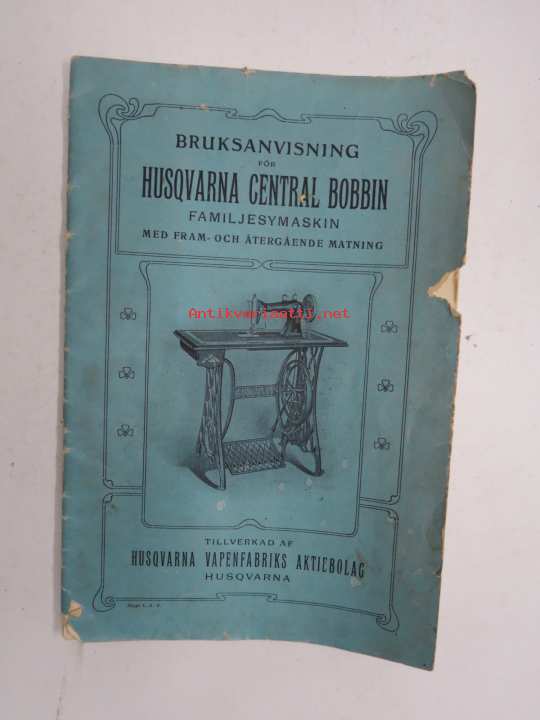 BRUKSANVISNING
FÖR
HUSQVARNA CENTRAL BOBBIN
FAMILJESYMASKIN
MED FRAM- OCH ÅTERGÅENDE MATNING
Antikvariaatti.net
TILLVERKAD AF
HUSQVARNA VAPENFABRIKS AKTIEBOLAG
HUSQVARNA